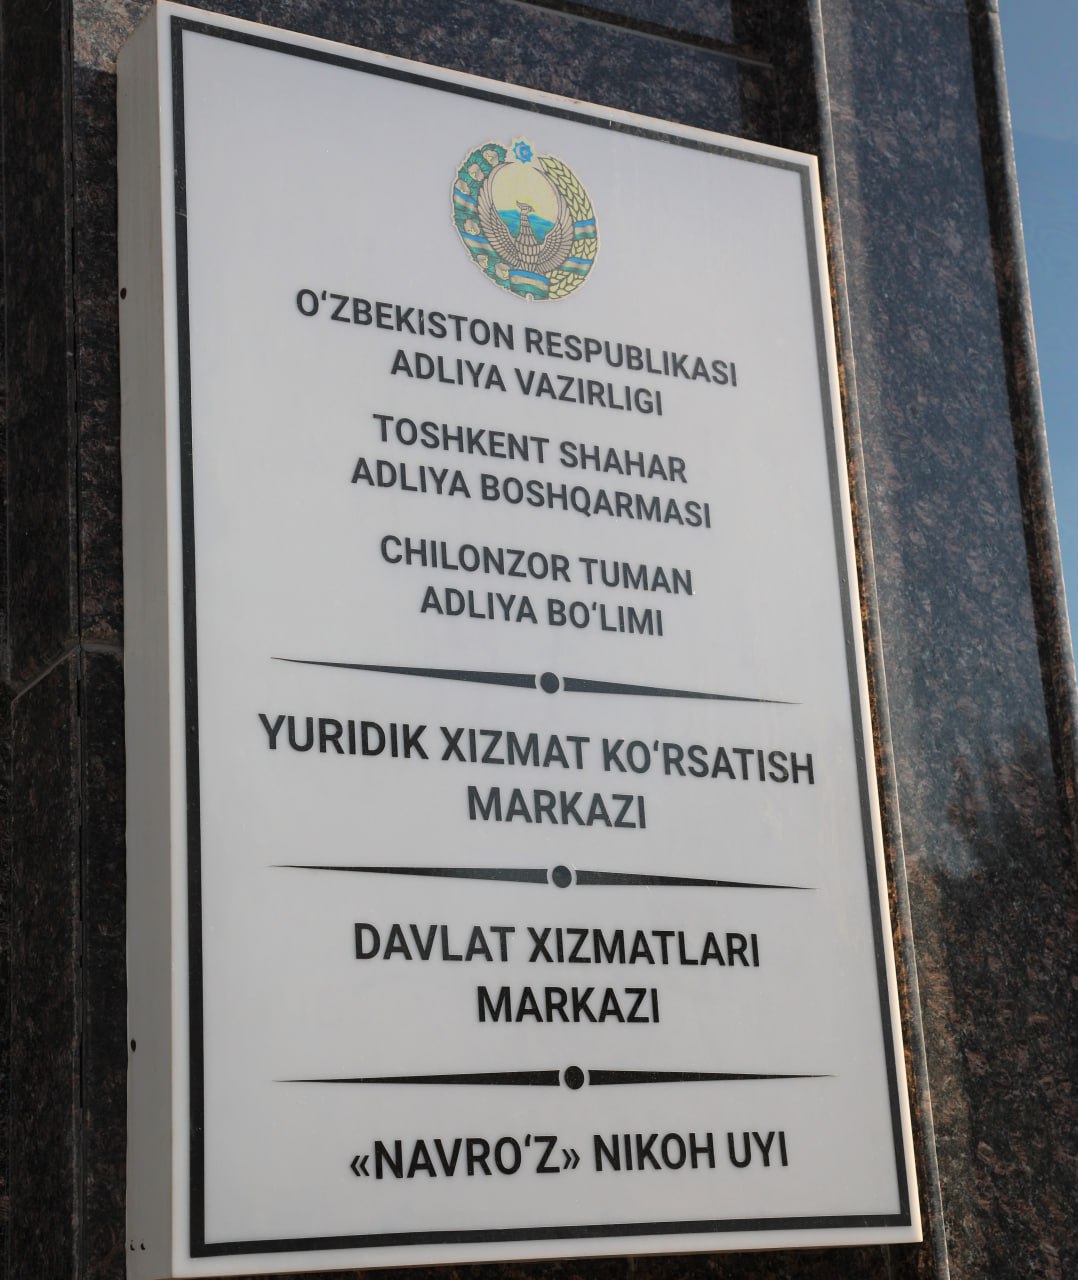 O‘ZBEKISTON RESPUBLIKASI
ADLIYA VAZIRLIGI
TOSHKENT SHAHAR
ADLIYA BOSHQARMASI
CHILONZOR TUMAN
ADLIYA BO‘LIMI
YURIDIK XIZMAT KO‘RSATISH
MARKAZI
DAVLAT XIZMATLARI
MARKAZI
«NAVRO‘Z» NIKOH UYI